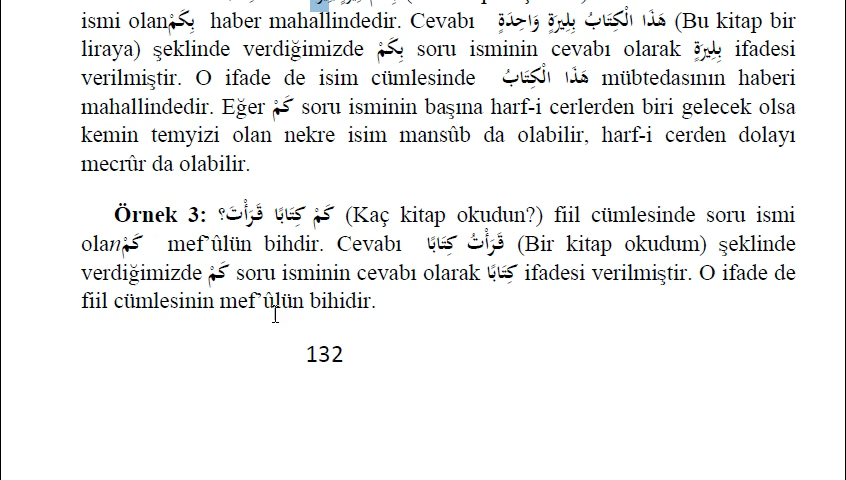 ismi olan بِكَمْ haber mahallindedir. Cevabı هَذَا الْكِتَابُ بِلِيرَةٍ وَاحِدَةٍ (Bu kitap bir
liraya) şeklinde verdiğimizde بِكَمْ soru isminin cevabı olarak بِلِيرَةٍ ifadesi
verilmiştir. O ifade de isim cümlesinde هَذَا الْكِتَابُ mübtedasının haberi
mahallindedir. Eğer كَمْ soru isminin başına harf-i cerlerden biri gelecek olsa
kemin temyizi olan nekre isim mansûb da olabilir, harf-i cerden dolayı
mecrûr da olabilir.
Örnek 3: كَمْ كِتَابًا قَرَأْتَ؟ (Kaç kitap okudun?) fiil cümlesinde soru ismi
olan كَمْ mef’ûlün bihdir. Cevabı قَرَأْتُ كِتَابًا (Bir kitap okudum) şeklinde
verdiğimizde كَمْ soru isminin cevabı olarak كِتَابًا ifadesi verilmiştir. O ifade de
fiil cümlesinin mef’ûlün bihidir.
132